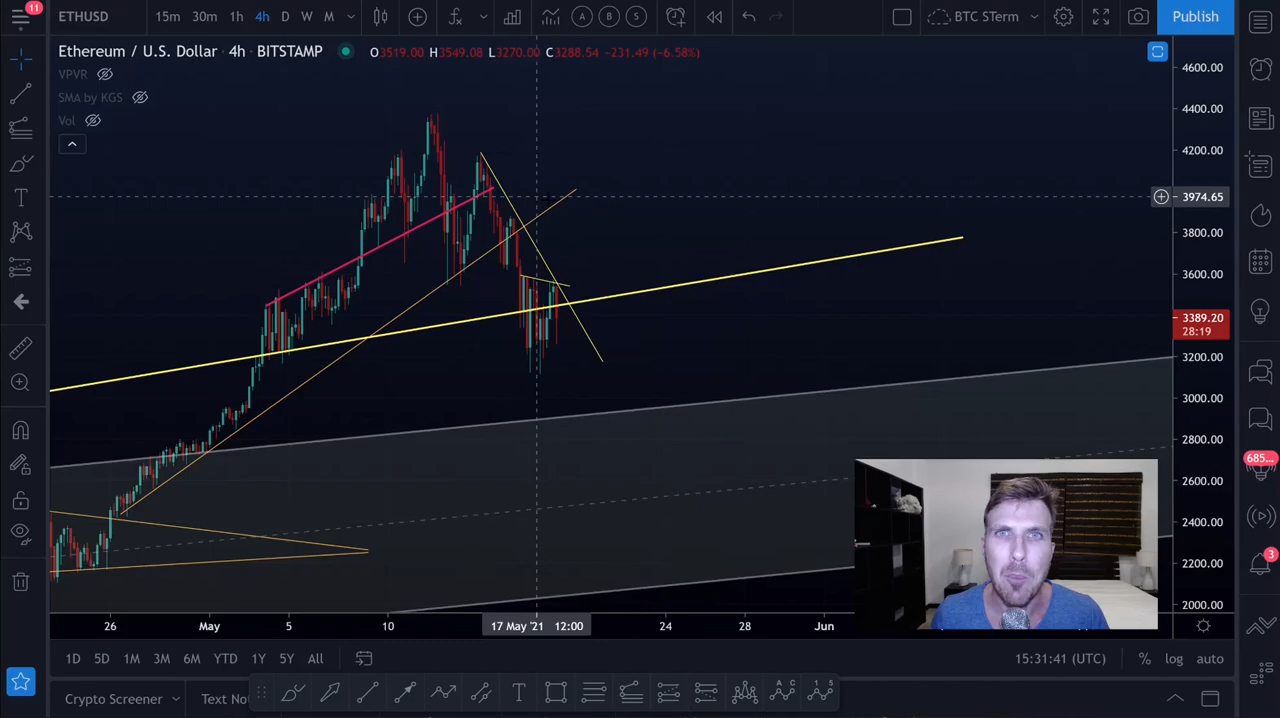 11
ETHUSD
15m 30m 1h 4h D W M
A B S
BTC STerm
Publish
Ethereum / U.S. Dollar · 4h · BITSTAMP
O3519.00 H3549.08 L3270.00 C3288.54 -231.49 (-6.58%)
VPVR
SMA by KGS
Vol
4600.00
4400.00
4200.00
3974.65
3800.00
3600.00
3389.20
28:19
3200.00
3000.00
2800.00
2600.00
2400.00
2200.00
2000.00
685...
3
26 May 5 10 17 May '21 12:00 24 28 Jun
1D 5D 1M 3M 6M YTD 1Y 5Y All
15:31:41 (UTC) % log auto
Crypto Screener
Text No
T
A C
1 5